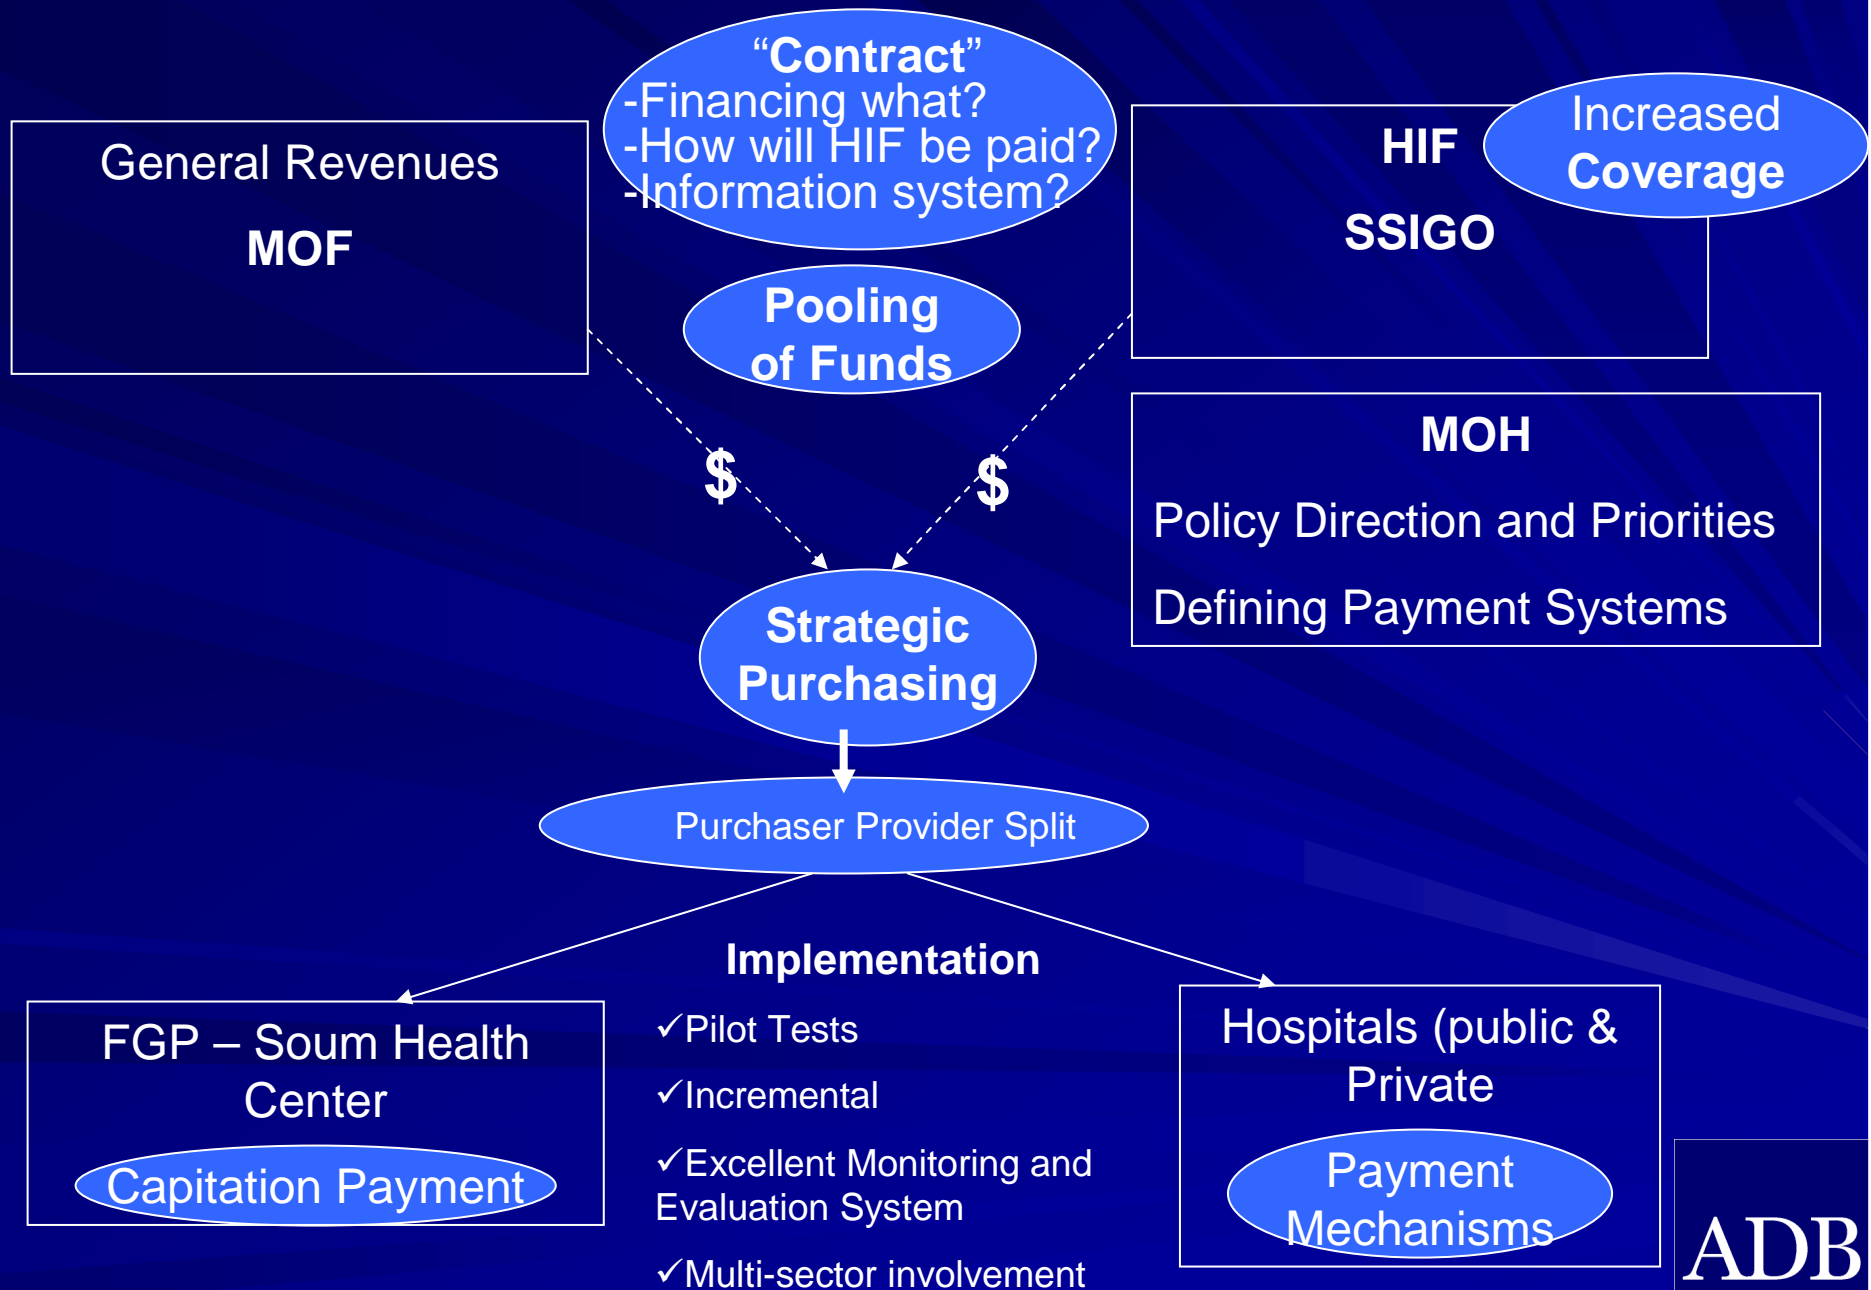 “Contract”
-Financing what?
-How will HIF be paid?
-Information system?
General Revenues
MOF
HIF
SSIGO
Increased
Coverage
Pooling
of Funds
$
$
MOH
Policy Direction and Priorities
Defining Payment Systems
Strategic
Purchasing
Purchaser Provider Split
Implementation
✓Pilot Tests
✓Incremental
✓Excellent Monitoring and
Evaluation System
✓Multi-sector involvement
FGP – Soum Health
Center
Capitation Payment
Hospitals (public &
Private
Payment
Mechanisms
ADB